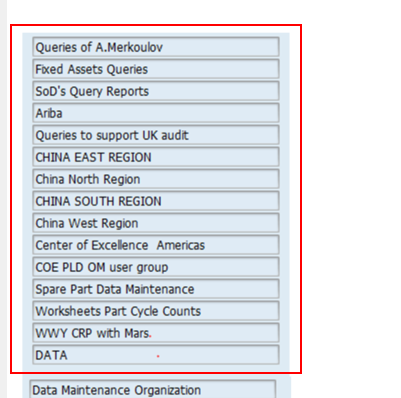 Queries of A.Merkoulov
Fixed Assets Queries
SoD's Query Reports
Ariba
Queries to support UK audit
CHINA EAST REGION
China North Region
CHINA SOUTH REGION
China West Region
Center of Excellence  Americas
COE PLD OM user group
Spare Part Data Maintenance
Worksheets Part Cycle Counts
WWY CRP with Mars.
DATA
Data Maintenance Organization